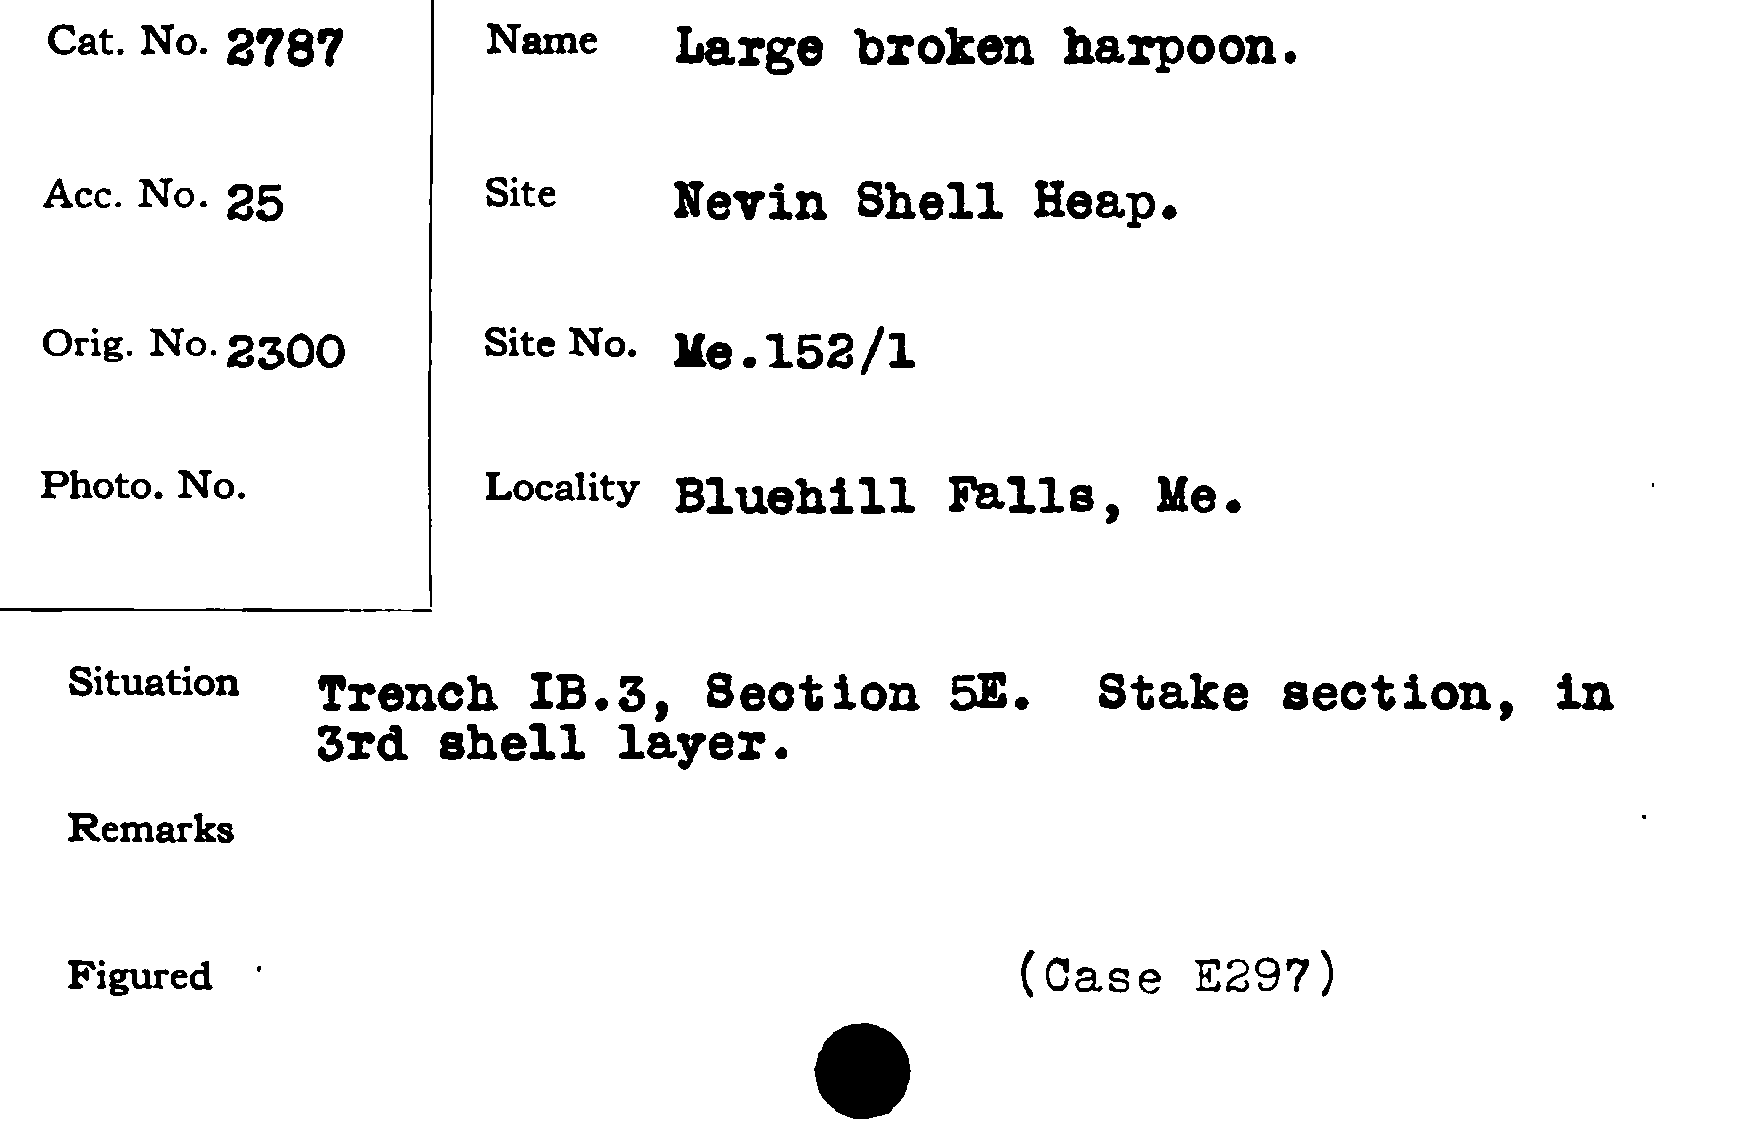 Cat. No. 2787
Name Large broken harpoon.
Acc. No. 25
Site Nevin Shell Heap.
Orig. No. 2300
Site No. Me.152/1
Photo. No.
Locality Bluehill Falls, Me.
Situation Trench IB.3, Section 5E. Stake section, in
3rd shell layer.
Remarks
Figured
(Case E297)